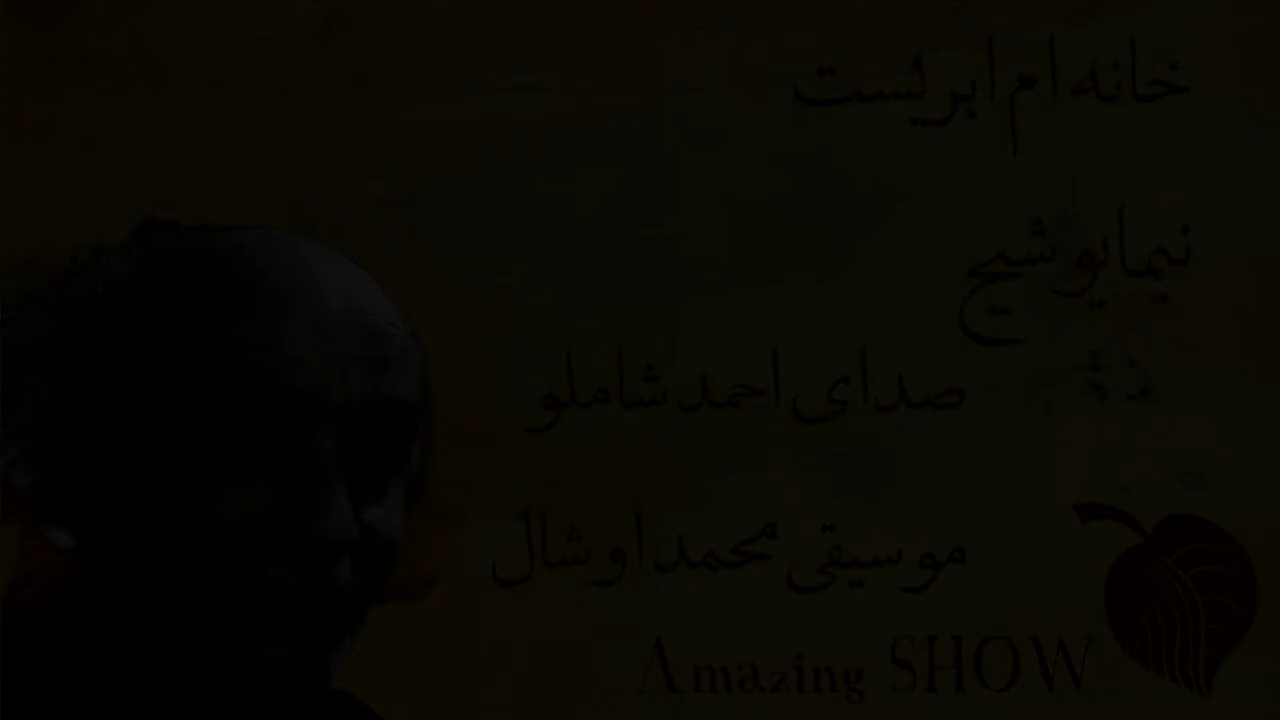 خانه ام ابریست
نیما یوشیج
صدای احمد شاملو
موسیقی محمد اوشال
Amazing SHOW